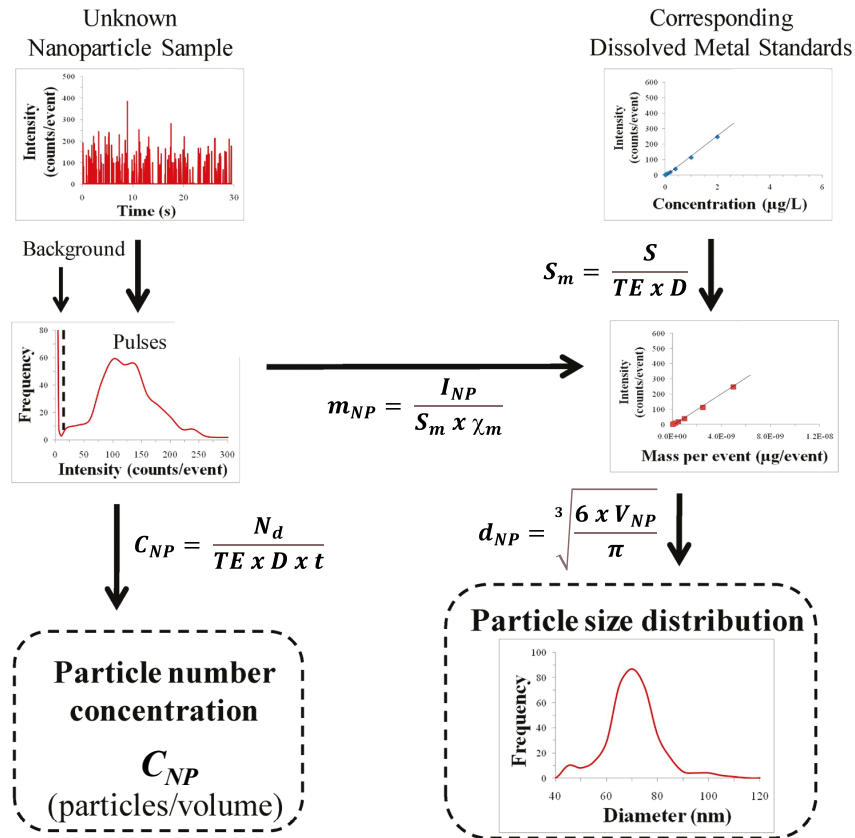 Unknown
Nanoparticle Sample
Corresponding
Dissolved Metal Standards
Intensity
(counts/event)
500
400
300
200
100
0
0 10 20 30
Time (s)
Intensity
(counts/event)
600
500
400
300
200
100
0
0 2 4 6
Concentration (µg/L)
Background
S_m = S / (TE x D)
Pulses
Frequency
80
60
40
20
0
0 50 100 150 200 250 300
Intensity (counts/event)
m_NP = I_NP / (S_m x χ_m)
Intensity
(counts/event)
600
500
400
300
200
100
0
0.E+00 4.E-09 8.E-09 1.E-08
Mass per event (µg/event)
C_NP = N_d / (TE x D x t)
d_NP = ∛(6 x V_NP / π)
Particle number
concentration
C_NP
(particles/volume)
Particle size distribution
Frequency
100
80
60
40
20
0
40 60 80 100 120
Diameter (nm)